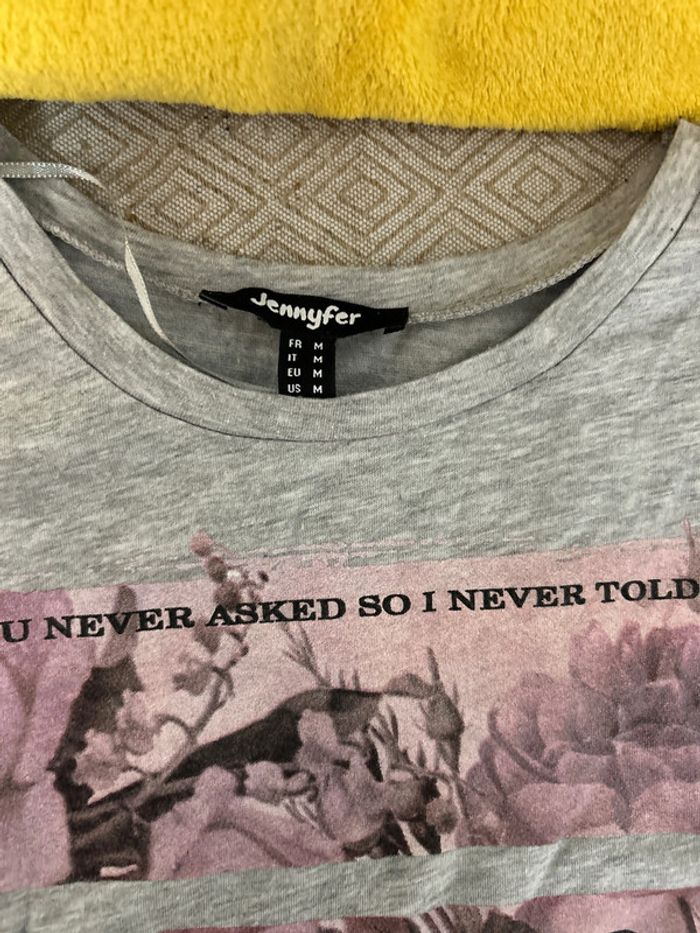 Jennyfer
FR M
IT M
EU M
US M
U NEVER ASKED SO I NEVER TOLD